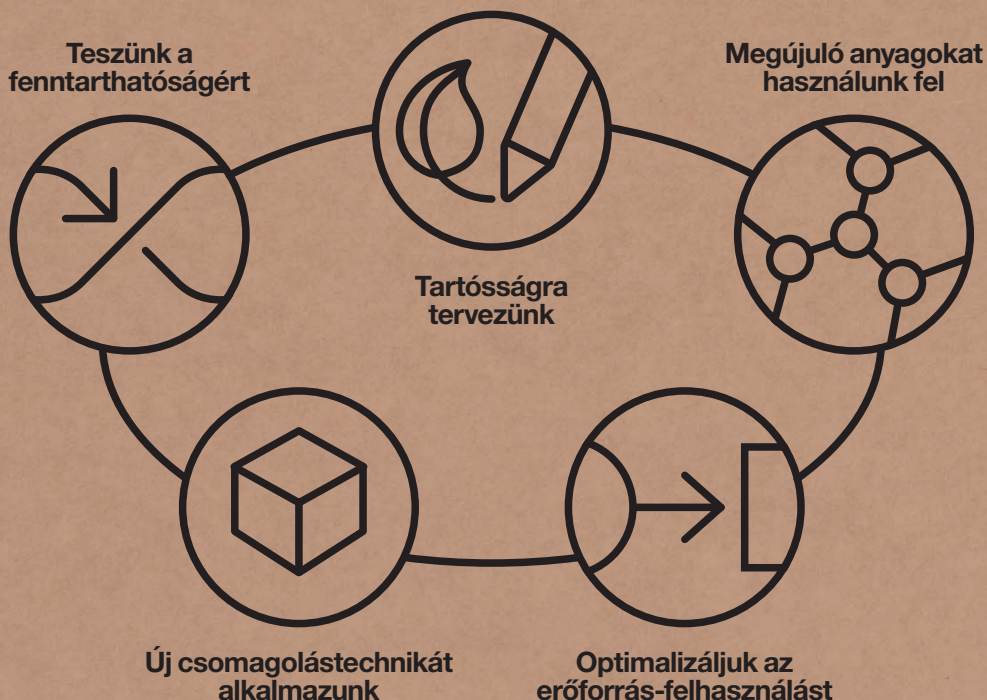 Teszünk a
fenntarthatóságért
Megújuló anyagokat
használunk fel
Tartósságra
tervezünk
Új csomagolástechnikát
alkalmazunk
Optimalizáljuk az
erőforrás-felhasználást